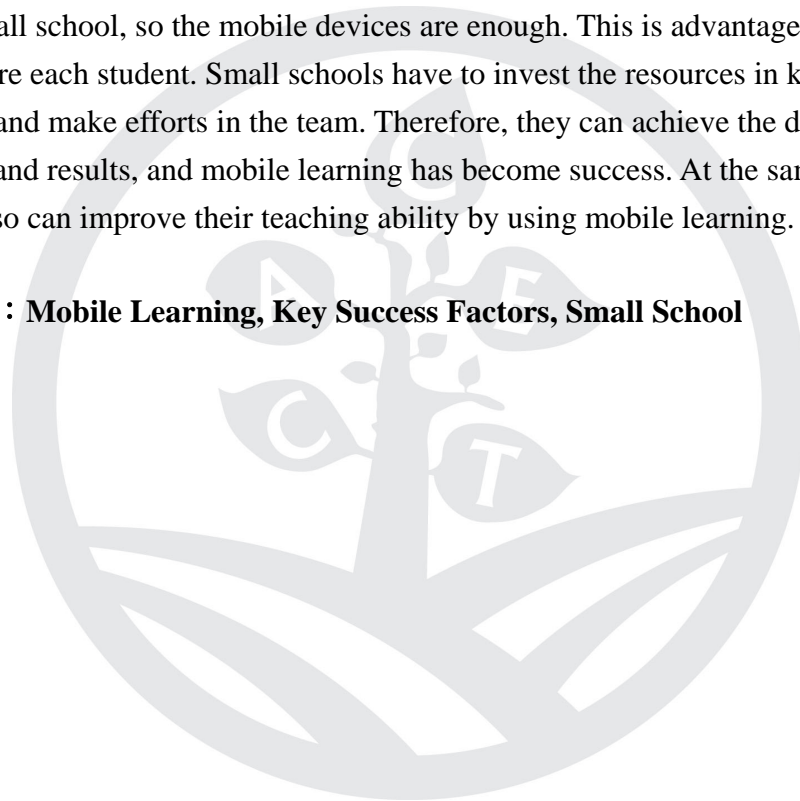 all school, so the mobile devices are enough. This is advantage
re each student. Small schools have to invest the resources in k
and make efforts in the team. Therefore, they can achieve the d
and results, and mobile learning has become success. At the sar
so can improve their teaching ability by using mobile learning.
：Mobile Learning, Key Success Factors, Small School
C
A
E
C
T